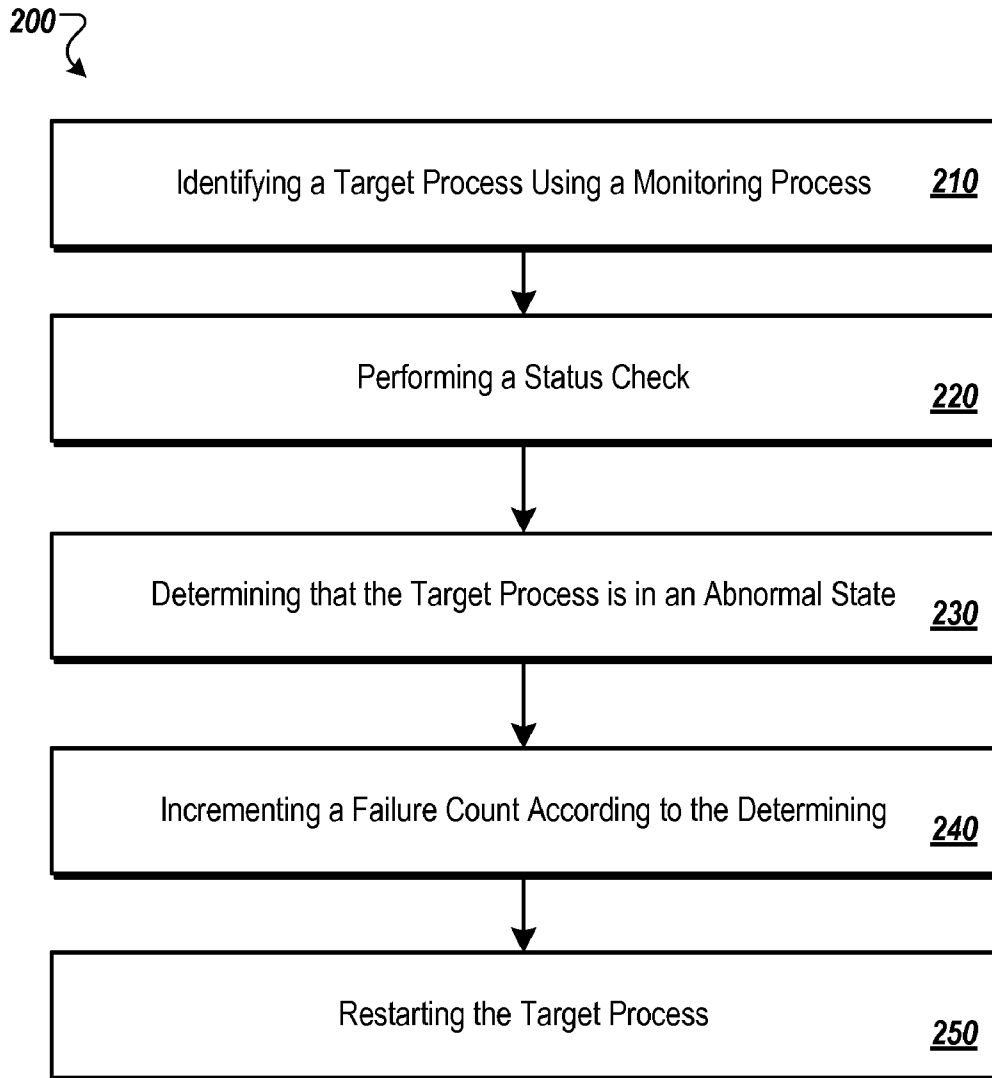 200
Identifying a Target Process Using a Monitoring Process 210
Performing a Status Check 220
Determining that the Target Process is in an Abnormal State 230
Incrementing a Failure Count According to the Determining 240
Restarting the Target Process 250